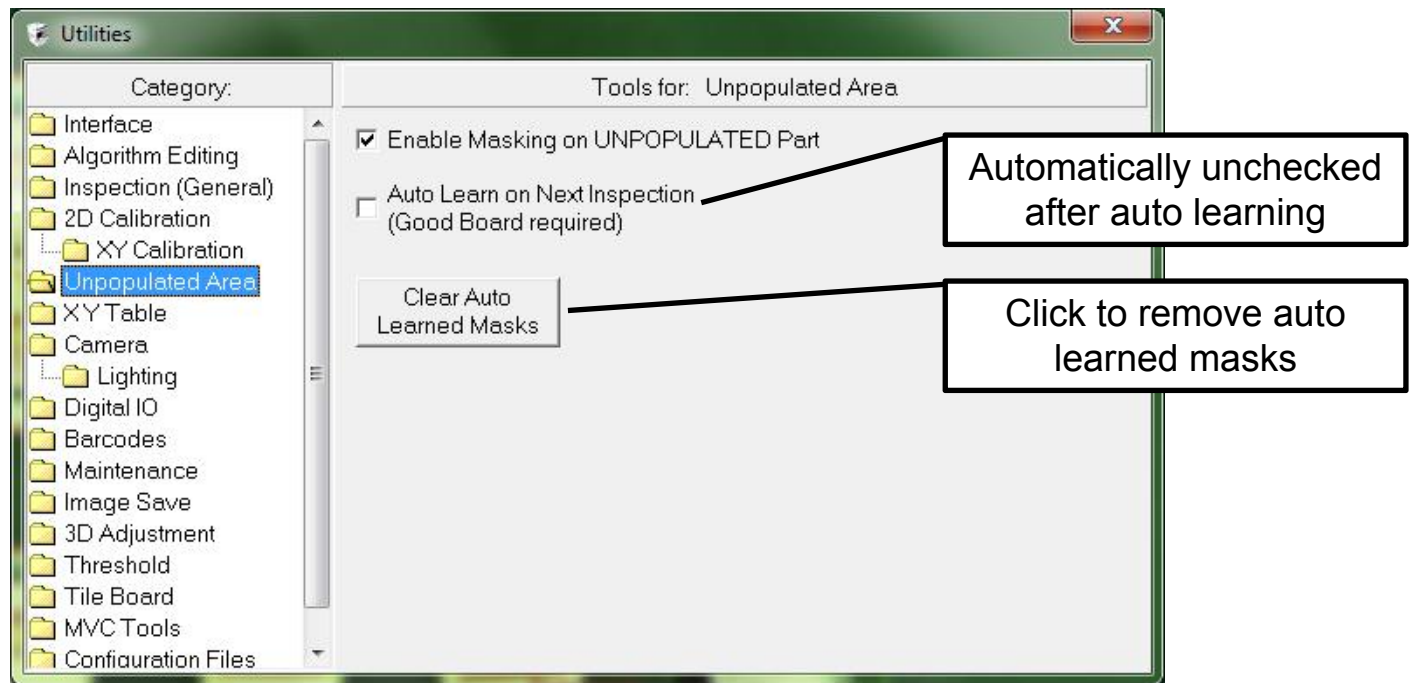 Utilities
Category:
Tools for: Unpopulated Area
Interface
Algorithm Editing
Inspection (General)
2D Calibration
XY Calibration
Unpopulated Area
XY Table
Camera
Lighting
Digital IO
Barcodes
Maintenance
Image Save
3D Adjustment
Threshold
Tile Board
MVC Tools
Configuration Files
Enable Masking on UNPOPULATED Part
Auto Learn on Next Inspection
(Good Board required)
Clear Auto
Learned Masks
Automatically unchecked
after auto learning
Click to remove auto
learned masks